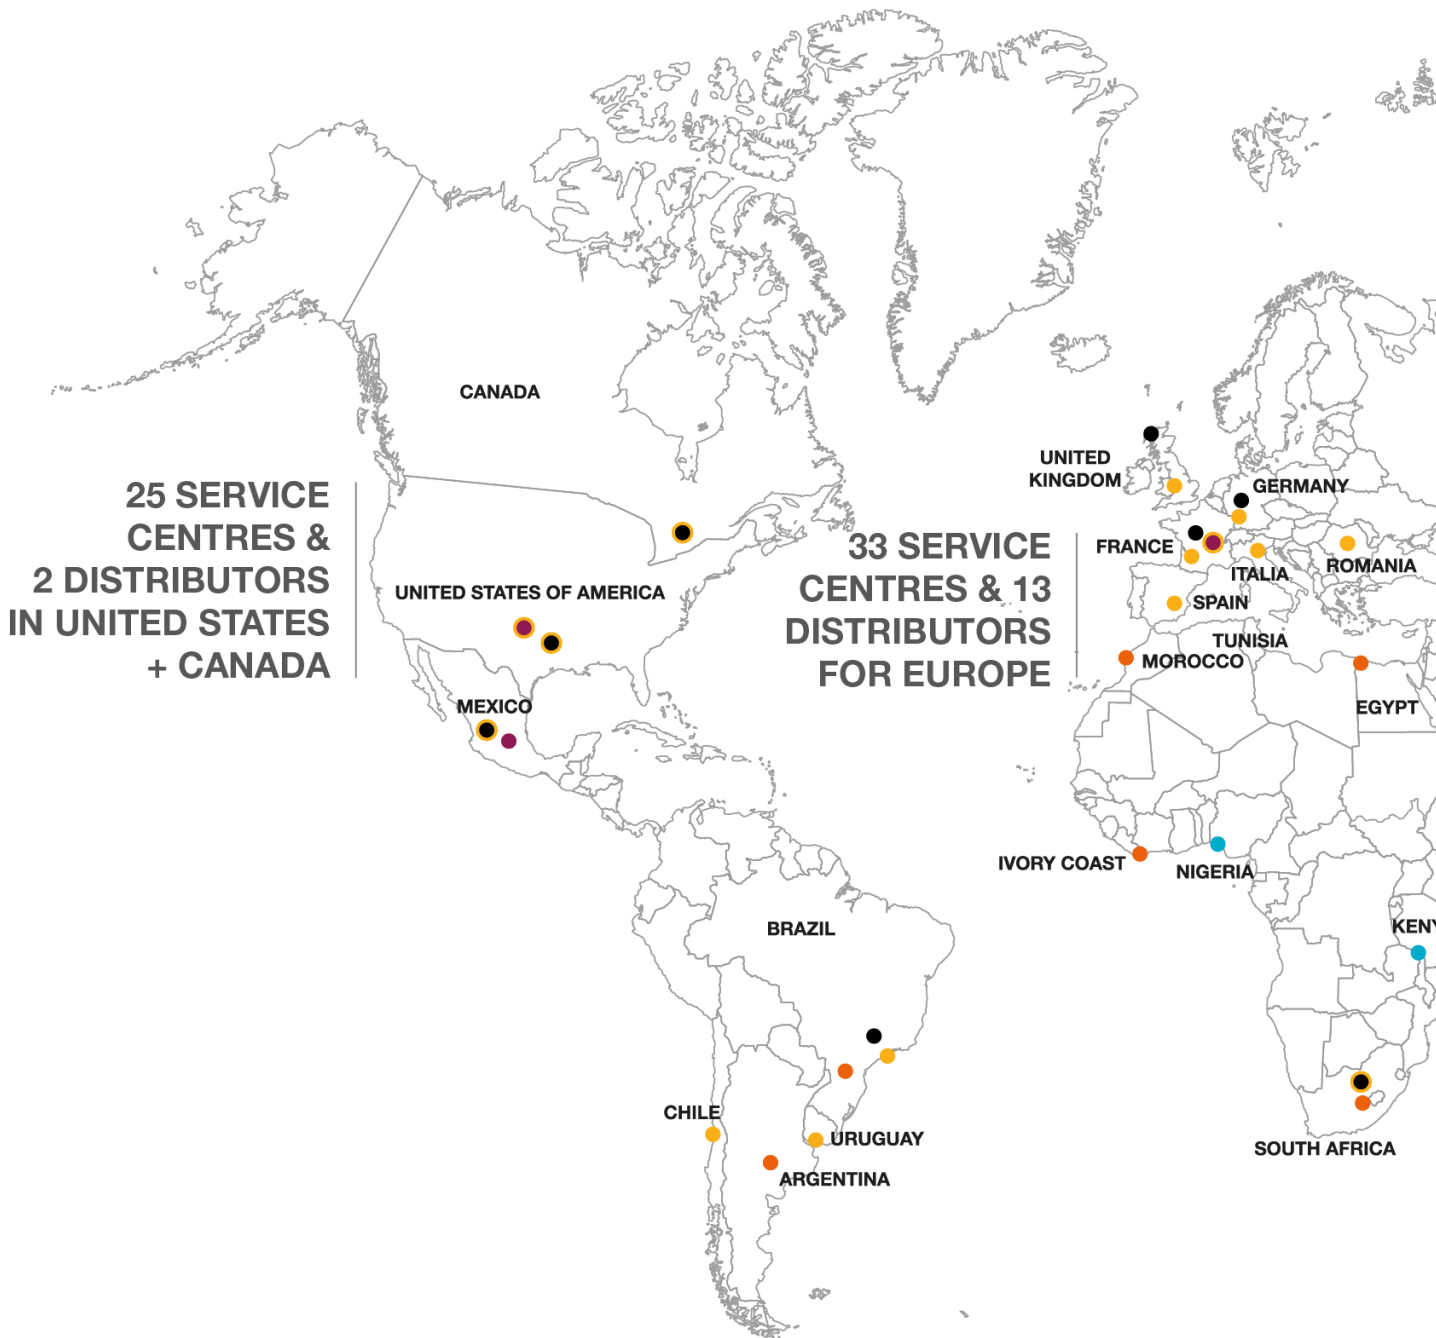 CANADA
25 SERVICE
CENTRES &
2 DISTRIBUTORS
IN UNITED STATES
+ CANADA
UNITED STATES OF AMERICA
MEXICO
UNITED
KINGDOM
GERMANY
33 SERVICE
CENTRES & 13
DISTRIBUTORS
FOR EUROPE
FRANCE
ITALIA
ROMANIA
SPAIN
TUNISIA
MOROCCO
EGYPT
IVORY COAST
NIGERIA
KENY
BRAZIL
CHILE
URUGUAY
ARGENTINA
SOUTH AFRICA